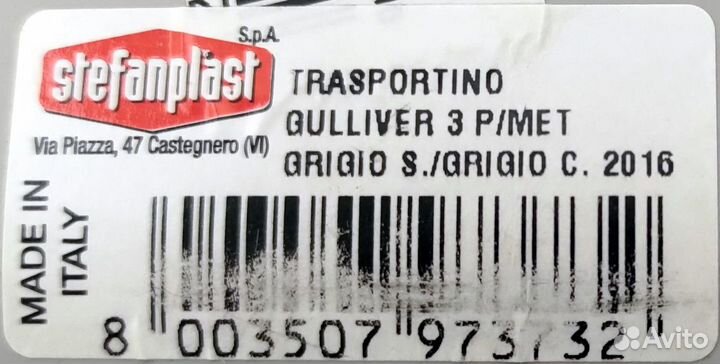 S.p.A.
stefanplast
Via Piazza, 47 Castegnero (VI)
TRASPORTINO
GULLIVER 3 P/MET
GRIGIO S./GRIGIO C. 2016
MADE IN
ITALY
8 003507 973732
Avito